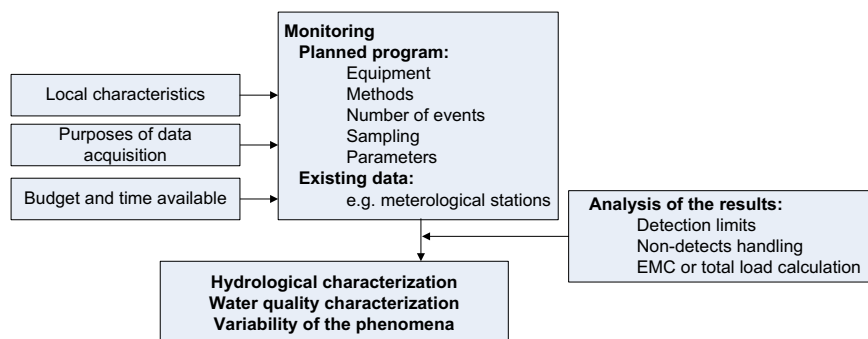 Monitoring
Planned program:
Equipment
Methods
Number of events
Sampling
Parameters
Existing data:
e.g. meterological stations
Local characteristics
Purposes of data
acquisition
Budget and time available
Analysis of the results:
Detection limits
Non-detects handling
EMC or total load calculation
Hydrological characterization
Water quality characterization
Variability of the phenomena